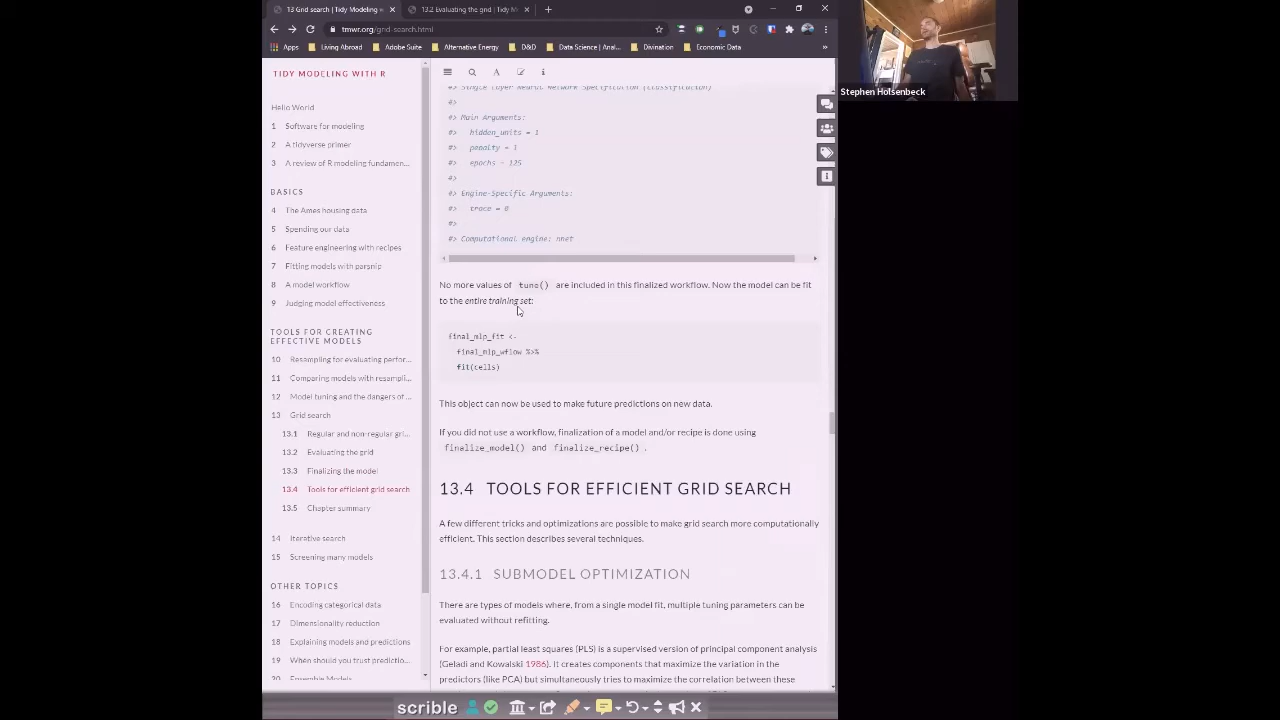 13 Grid search | Tidy Modeling w
13.2 Evaluating the grid | Tidy M
tmwr.org/grid-search.html
Apps
Living Abroad
Adobe Suite
Alternative Energy
D&D
Data Science | Anal...
Divination
Economic Data
»
Stephen Holsenbeck
TIDY MODELING WITH R
Hello World
1 Software for modeling
2 A tidyverse primer
3 A review of R modeling fundamen...
BASICS
4 The Ames housing data
5 Spending our data
6 Feature engineering with recipes
7 Fitting models with parsnip
8 A model workflow
9 Judging model effectiveness
TOOLS FOR CREATING
EFFECTIVE MODELS
10 Resampling for evaluating perfor...
11 Comparing models with resampli...
12 Model tuning and the dangers of ...
13 Grid search
13.1 Regular and non-regular gri...
13.2 Evaluating the grid
13.3 Finalizing the model
13.4 Tools for efficient grid search
13.5 Chapter summary
14 Iterative search
15 Screening many models
OTHER TOPICS
16 Encoding categorical data
17 Dimensionality reduction
18 Explaining models and predictions
19 When should you trust predictio...
20 Ensemble Models
#> Single Layer Neural Network Specification (classification)
#>
#> Main Arguments:
#>   hidden_units = 1
#>   penalty = 1
#>   epochs = 125
#>
#> Engine-Specific Arguments:
#>   trace = 0
#>
#> Computational engine: nnet
No more values of tune() are included in this finalized workflow. Now the model can be fit
to the entire training set:
final_mlp_fit <-
final_mlp_wflow %>%
fit(cells)
This object can now be used to make future predictions on new data.
If you did not use a workflow, finalization of a model and/or recipe is done using
finalize_model() and finalize_recipe() .
13.4 TOOLS FOR EFFICIENT GRID SEARCH
A few different tricks and optimizations are possible to make grid search more computationally
efficient. This section describes several techniques.
13.4.1 SUBMODEL OPTIMIZATION
There are types of models where, from a single model fit, multiple tuning parameters can be
evaluated without refitting.
For example, partial least squares (PLS) is a supervised version of principal component analysis
(Geladi and Kowalski 1986). It creates components that maximize the variation in the
predictors (like PCA) but simultaneously tries to maximize the correlation between these
scrible